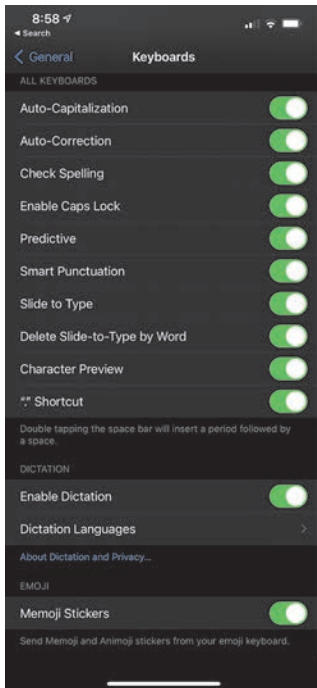 8:58
◀ Search
General
Keyboards
ALL KEYBOARDS
Auto-Capitalization
Auto-Correction
Check Spelling
Enable Caps Lock
Predictive
Smart Punctuation
Slide to Type
Delete Slide-to-Type by Word
Character Preview
“.” Shortcut
Double tapping the space bar will insert a period followed by
a space.
DICTATION
Enable Dictation
Dictation Languages
About Dictation and Privacy...
EMOJI
Memoji Stickers
Send Memoji and Animoji stickers from your emoji keyboard.